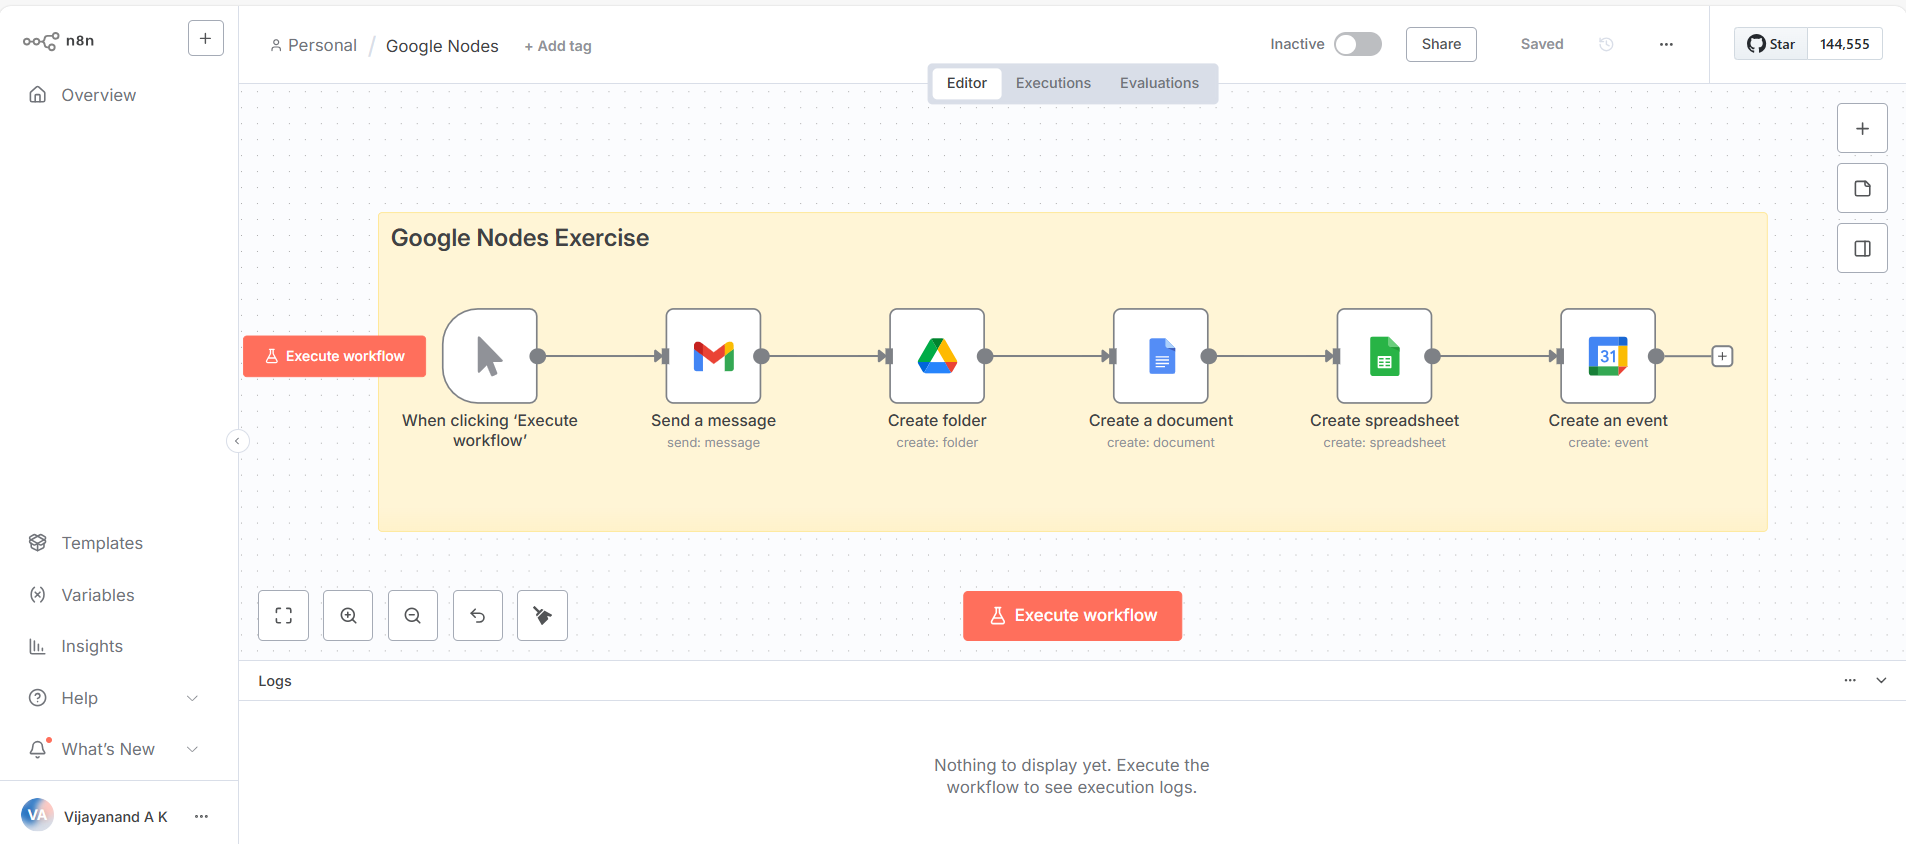 n8n
Personal / Google Nodes + Add tag
Inactive
Share
Saved
Star 144,555
Editor Executions Evaluations
Overview
Google Nodes Exercise
Execute workflow
When clicking ‘Execute
workflow’
Send a message
send: message
Create folder
create: folder
Create a document
create: document
Create spreadsheet
create: spreadsheet
31
Create an event
create: event
Execute workflow
Templates
Variables
Insights
Help
What’s New
VA Vijayanand A K
Logs
Nothing to display yet. Execute the
workflow to see execution logs.